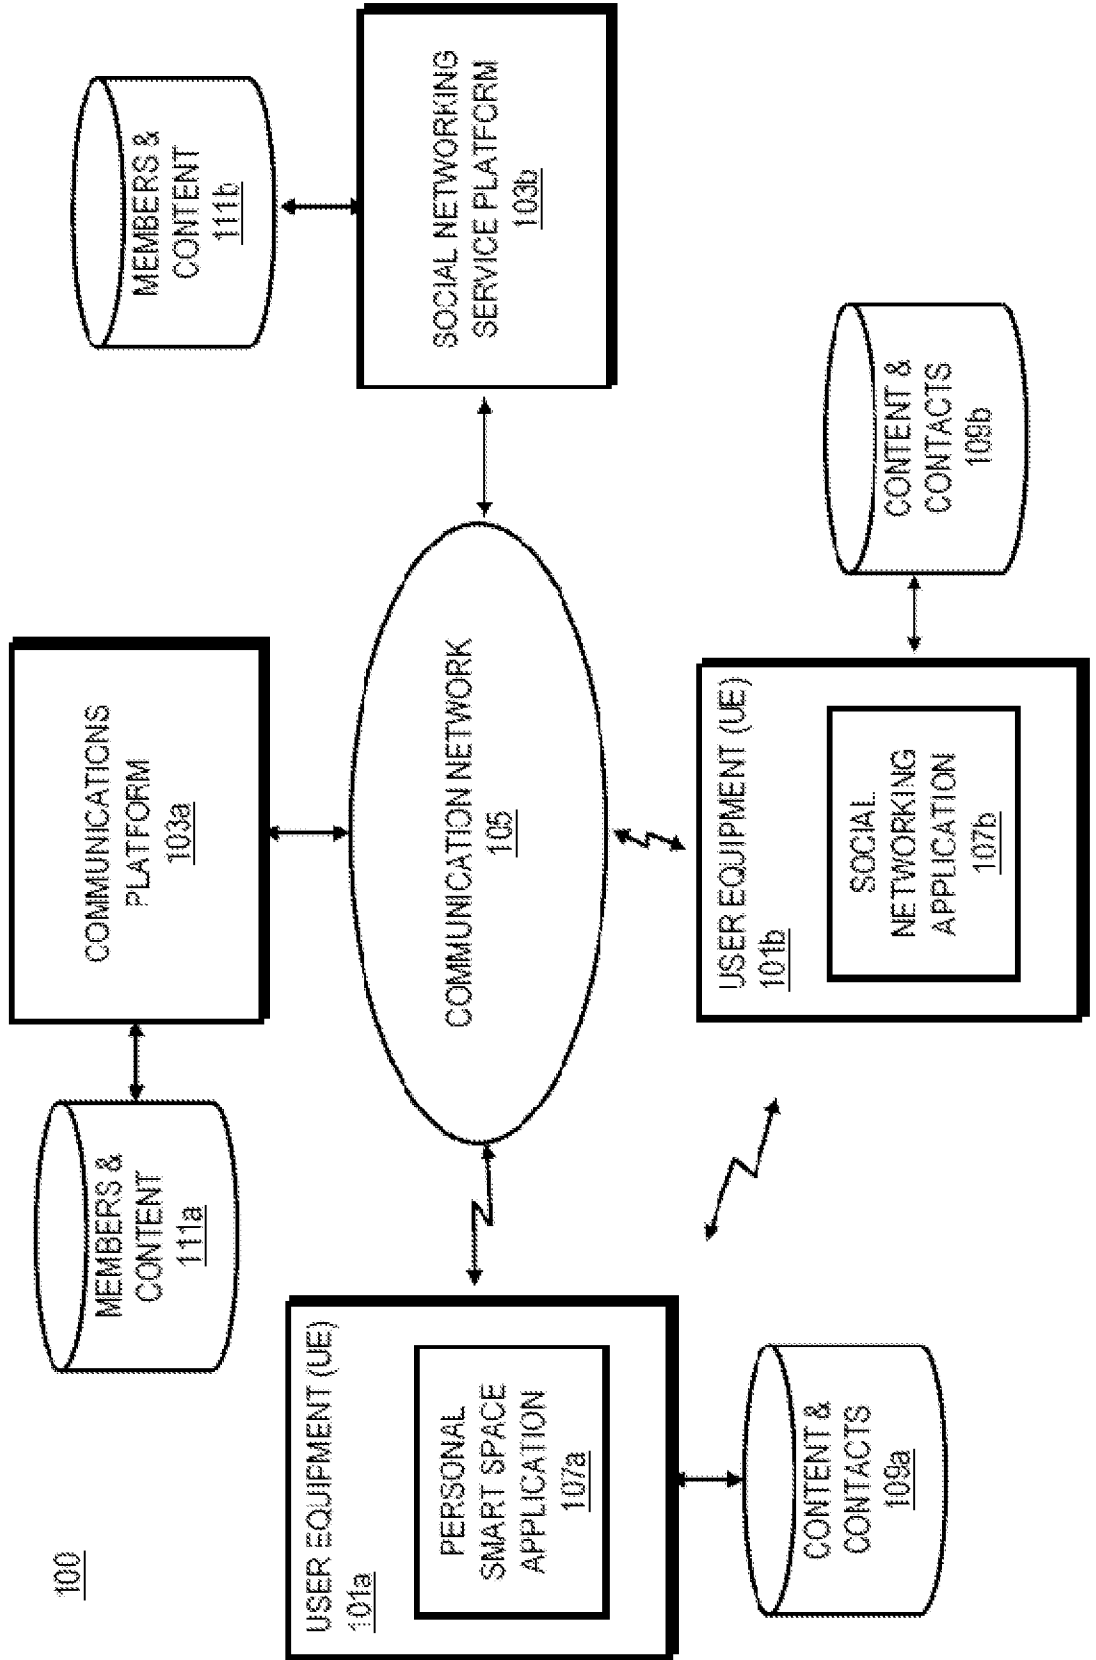 100
MEMBERS &
CONTENT
111a
COMMUNICATIONS
PLATFORM
103a
MEMBERS &
CONTENT
111b
USER EQUIPMENT (UE)
101a
PERSONAL
SMART SPACE
APPLICATION
107a
COMMUNICATION NETWORK
105
SOCIAL NETWORKING
SERVICE PLATFORM
103b
CONTENT &
CONTACTS
109a
USER EQUIPMENT (UE)
101b
SOCIAL
NETWORKING
APPLICATION
107b
CONTENT &
CONTACTS
109b